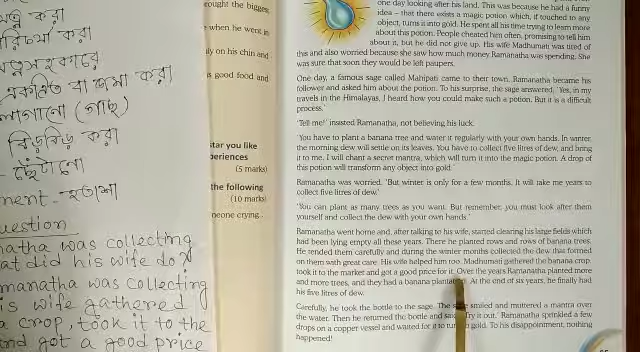 যত্ন করা
পরিচর্যা করা
যত্নসহকারে
একত্রিত বা জমা করা
লাগানো (গাছ)
বিড়বিড় করা
- ছেঁটানো
ment - হতাশা
uestion
natha was collecting
at did his wife do?
manatha was collecting
is wife gathered
a crop, took it to the
and got a good price
rought the biggest
when he went in
ly on his chin and
s good food and
star you like
periences
(5 marks)
the following
(10 marks)
meone crying.
one day looking after his land. This was because he had a funny
idea – that there exists a magic potion which, if touched to any
object, turns it into gold. He spent all his time trying to learn more
about this potion. People cheated him often, promising to tell him
about it, but he did not give up. His wife Madhumati was tired of
this and also worried because she saw how much money Ramanatha was spending. She
was sure that soon they would be left paupers.
One day, a famous sage called Mahipati came to their town. Ramanatha became his
follower and asked him about the potion. To his surprise, the sage answered, 'Yes, in my
travels in the Himalayas, I heard how you could make such a potion. But it is a difficult
process.'
'Tell me!' insisted Ramanatha, not believing his luck.
'You have to plant a banana tree and water it regularly with your own hands. In winter,
the morning dew will settle on its leaves. You have to collect five litres of dew, and bring
it to me. I will chant a secret mantra, which will turn it into the magic potion. A drop of
this potion will transform any object into gold.'
Ramanatha was worried. 'But winter is only for a few months. It will take me years to
collect five litres of dew.'
'You can plant as many trees as you want. But remember, you must look after them
yourself and collect the dew with your own hands.'
Ramanatha went home and, after talking to his wife, started clearing his large fields which
had been lying empty all these years. There he planted rows and rows of banana trees.
He tended them carefully and during the winter months collected the dew that formed
on them with great care. His wife helped him too. Madhumati gathered the banana crop,
took it to the market and got a good price for it. Over the years Ramanatha planted more
and more trees, and they had a banana plantation. At the end of six years, he finally had
his five litres of dew.
Carefully, he took the bottle to the sage. The sage smiled and muttered a mantra over
the water. Then he returned the bottle and said, 'Try it out.' Ramanatha sprinkled a few
drops on a copper vessel and waited for it to turn to gold. To his disappointment, nothing
happened!